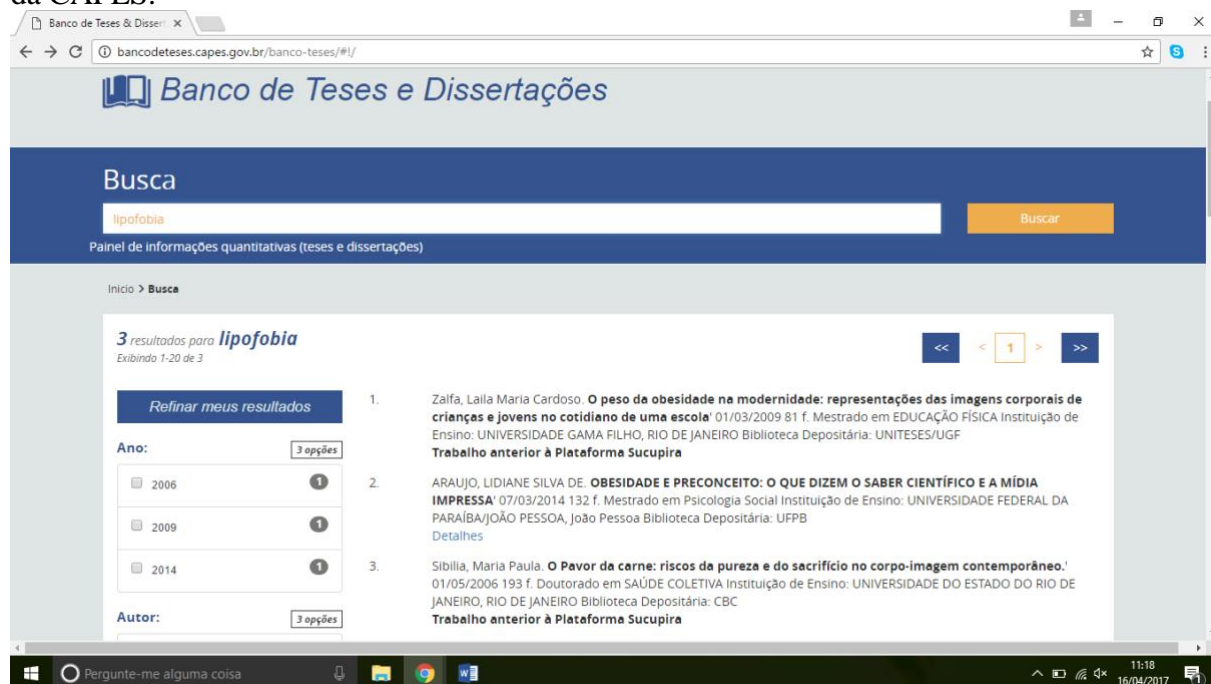 da CAPES.
Banco de Teses & Dissert
bancodeteses.capes.gov.br/banco-teses/#!/
Banco de Teses e Dissertações
Busca
lipofobia
Buscar
Painel de informações quantitativas (teses e dissertações)
Inicio > Busca
3 resultados para lipofobia
Exibindo 1-20 de 3
<< < 1 > >>
Refinar meus resultados
Ano: 3 opções
2006 1
2009 1
2014 1
Autor: 3 opções
1. Zalfa, Laila Maria Cardoso. O peso da obesidade na modernidade: representações das imagens corporais de
crianças e jovens no cotidiano de uma escola' 01/03/2009 81 f. Mestrado em EDUCAÇÃO FÍSICA Instituição de
Ensino: UNIVERSIDADE GAMA FILHO, RIO DE JANEIRO Biblioteca Depositária: UNITESES/UGF
Trabalho anterior à Plataforma Sucupira
2. ARAUJO, LIDIANE SILVA DE. OBESIDADE E PRECONCEITO: O QUE DIZEM O SABER CIENTÍFICO E A MÍDIA
IMPRESSA' 07/03/2014 132 f. Mestrado em Psicologia Social Instituição de Ensino: UNIVERSIDADE FEDERAL DA
PARAÍBA/JOÃO PESSOA, João Pessoa Biblioteca Depositária: UFPB
Detalhes
3. Sibilia, Maria Paula. O Pavor da carne: riscos da pureza e do sacrifício no corpo-imagem contemporâneo.'
01/05/2006 193 f. Doutorado em SAÚDE COLETIVA Instituição de Ensino: UNIVERSIDADE DO ESTADO DO RIO DE
JANEIRO, RIO DE JANEIRO Biblioteca Depositária: CBC
Trabalho anterior à Plataforma Sucupira
Pergunte-me alguma coisa
11:18
16/04/2017